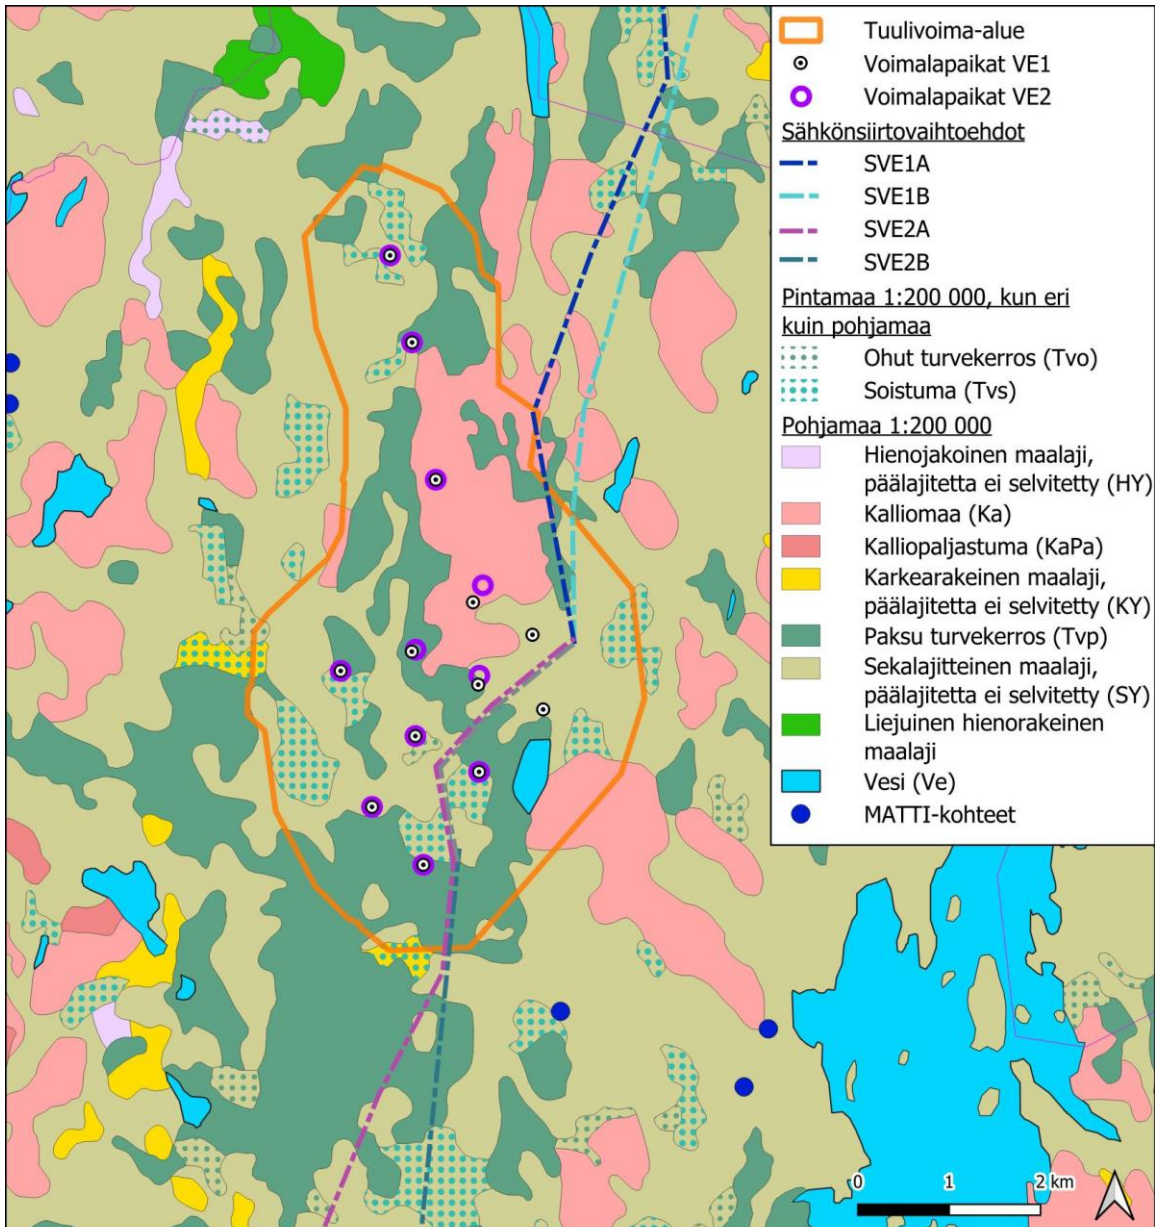 Tuulivoima-alue
Voimalapaikat VE1
Voimalapaikat VE2
Sähkönsiirtovaihtoehdot
SVE1A
SVE1B
SVE2A
SVE2B
Pintamaa 1:200 000, kun eri
kuin pohjamaa
Ohut turvekerros (Tvo)
Soistuma (Tvs)
Pohjamaa 1:200 000
Hienojakoinen maalaji,
päälajitetta ei selvitetty (HY)
Kalliomaa (Ka)
Kalliopaljastuma (KaPa)
Karkearakeinen maalaji,
päälajitetta ei selvitetty (KY)
Paksu turvekerros (Tvp)
Sekalajitteinen maalaji,
päälajitetta ei selvitetty (SY)
Liejuinen hienorakeinen
maalaji
Vesi (Ve)
MATTI-kohteet
0 1 2 km